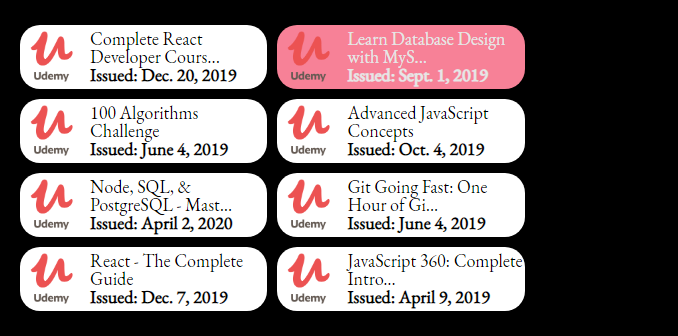 Udemy
Complete React
Developer Cours...
Issued: Dec. 20, 2019
Udemy
Learn Database Design
with MyS...
Issued: Sept. 1, 2019
Udemy
100 Algorithms
Challenge
Issued: June 4, 2019
Udemy
Advanced JavaScript
Concepts
Issued: Oct. 4, 2019
Udemy
Node, SQL, &
PostgreSQL - Mast...
Issued: April 2, 2020
Udemy
Git Going Fast: One
Hour of Gi...
Issued: June 4, 2019
Udemy
React - The Complete
Guide
Issued: Dec. 7, 2019
Udemy
JavaScript 360: Complete
Intro...
Issued: April 9, 2019